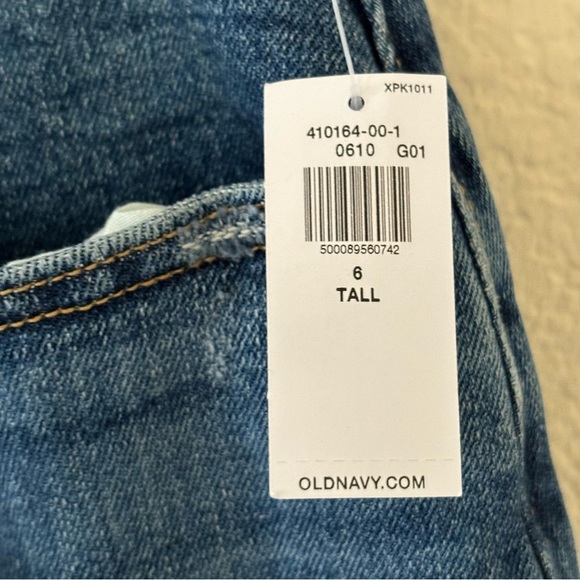 XPK1011
410164-00-1
0610 G01
500089560742
6
TALL
OLDNAVY.COM